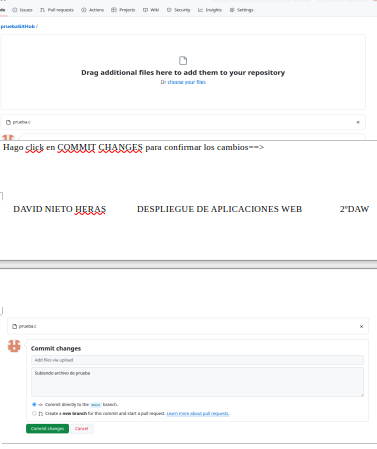 de Issues Pull requests Actions Projects Wiki Security Insights Settings
pruebaGitHub /
Drag additional files here to add them to your repository
Or choose your files
prueba.c ×
Hago click en COMMIT CHANGES para confirmar los cambios==>
DAVID NIETO HERAS DESPLIEGUE DE APLICACIONES WEB 2ºDAW
prueba.c ×
Commit changes
Add files via upload
Subiendo archivo de prueba
Commit directly to the main branch.
Create a new branch for this commit and start a pull request. Learn more about pull requests.
Commit changes Cancel